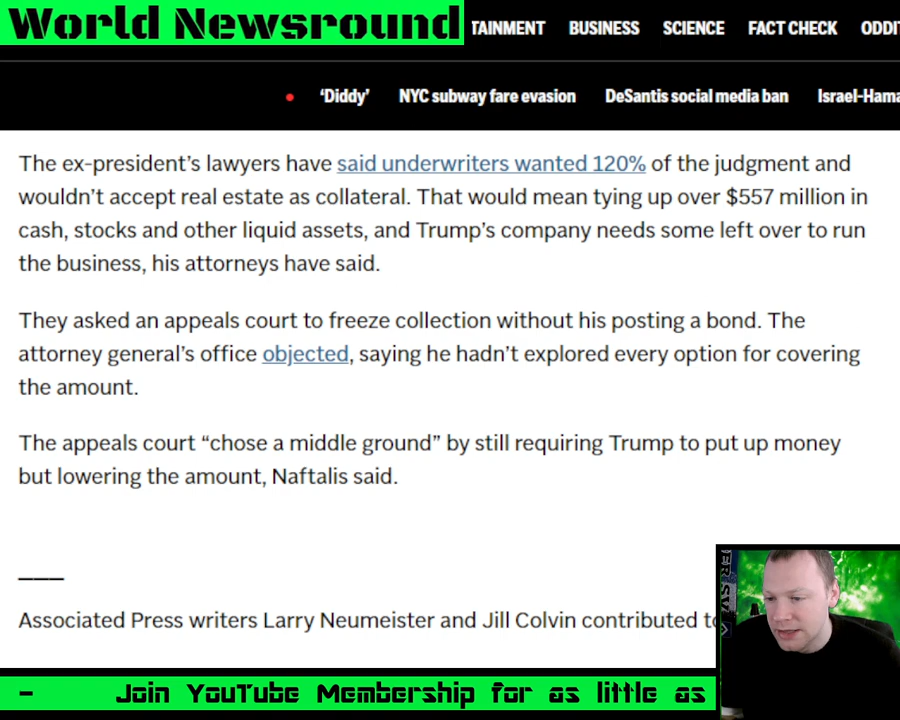 World Newsround
TAINMENT BUSINESS SCIENCE FACT CHECK ODDIT
‘Diddy’ NYC subway fare evasion DeSantis social media ban Israel-Hama
The ex-president’s lawyers have said underwriters wanted 120% of the judgment and
wouldn’t accept real estate as collateral. That would mean tying up over $557 million in
cash, stocks and other liquid assets, and Trump’s company needs some left over to run
the business, his attorneys have said.
They asked an appeals court to freeze collection without his posting a bond. The
attorney general’s office objected, saying he hadn’t explored every option for covering
the amount.
The appeals court “chose a middle ground” by still requiring Trump to put up money
but lowering the amount, Naftalis said.
___
Associated Press writers Larry Neumeister and Jill Colvin contributed to
- Join YouTube Membership for as little as